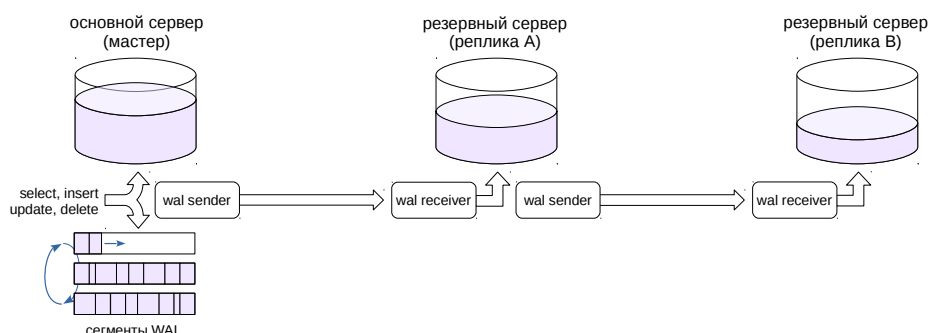 основной сервер
(мастер)
резервный сервер
(реплика A)
резервный сервер
(реплика B)
select, insert
update, delete
wal sender
wal receiver
wal sender
wal receiver
сегменты WAL